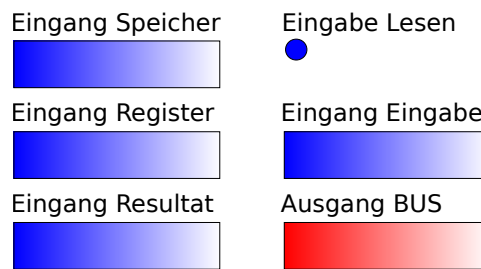 Eingang Speicher
Eingabe Lesen
Eingang Register
Eingang Eingabe
Eingang Resultat
Ausgang BUS